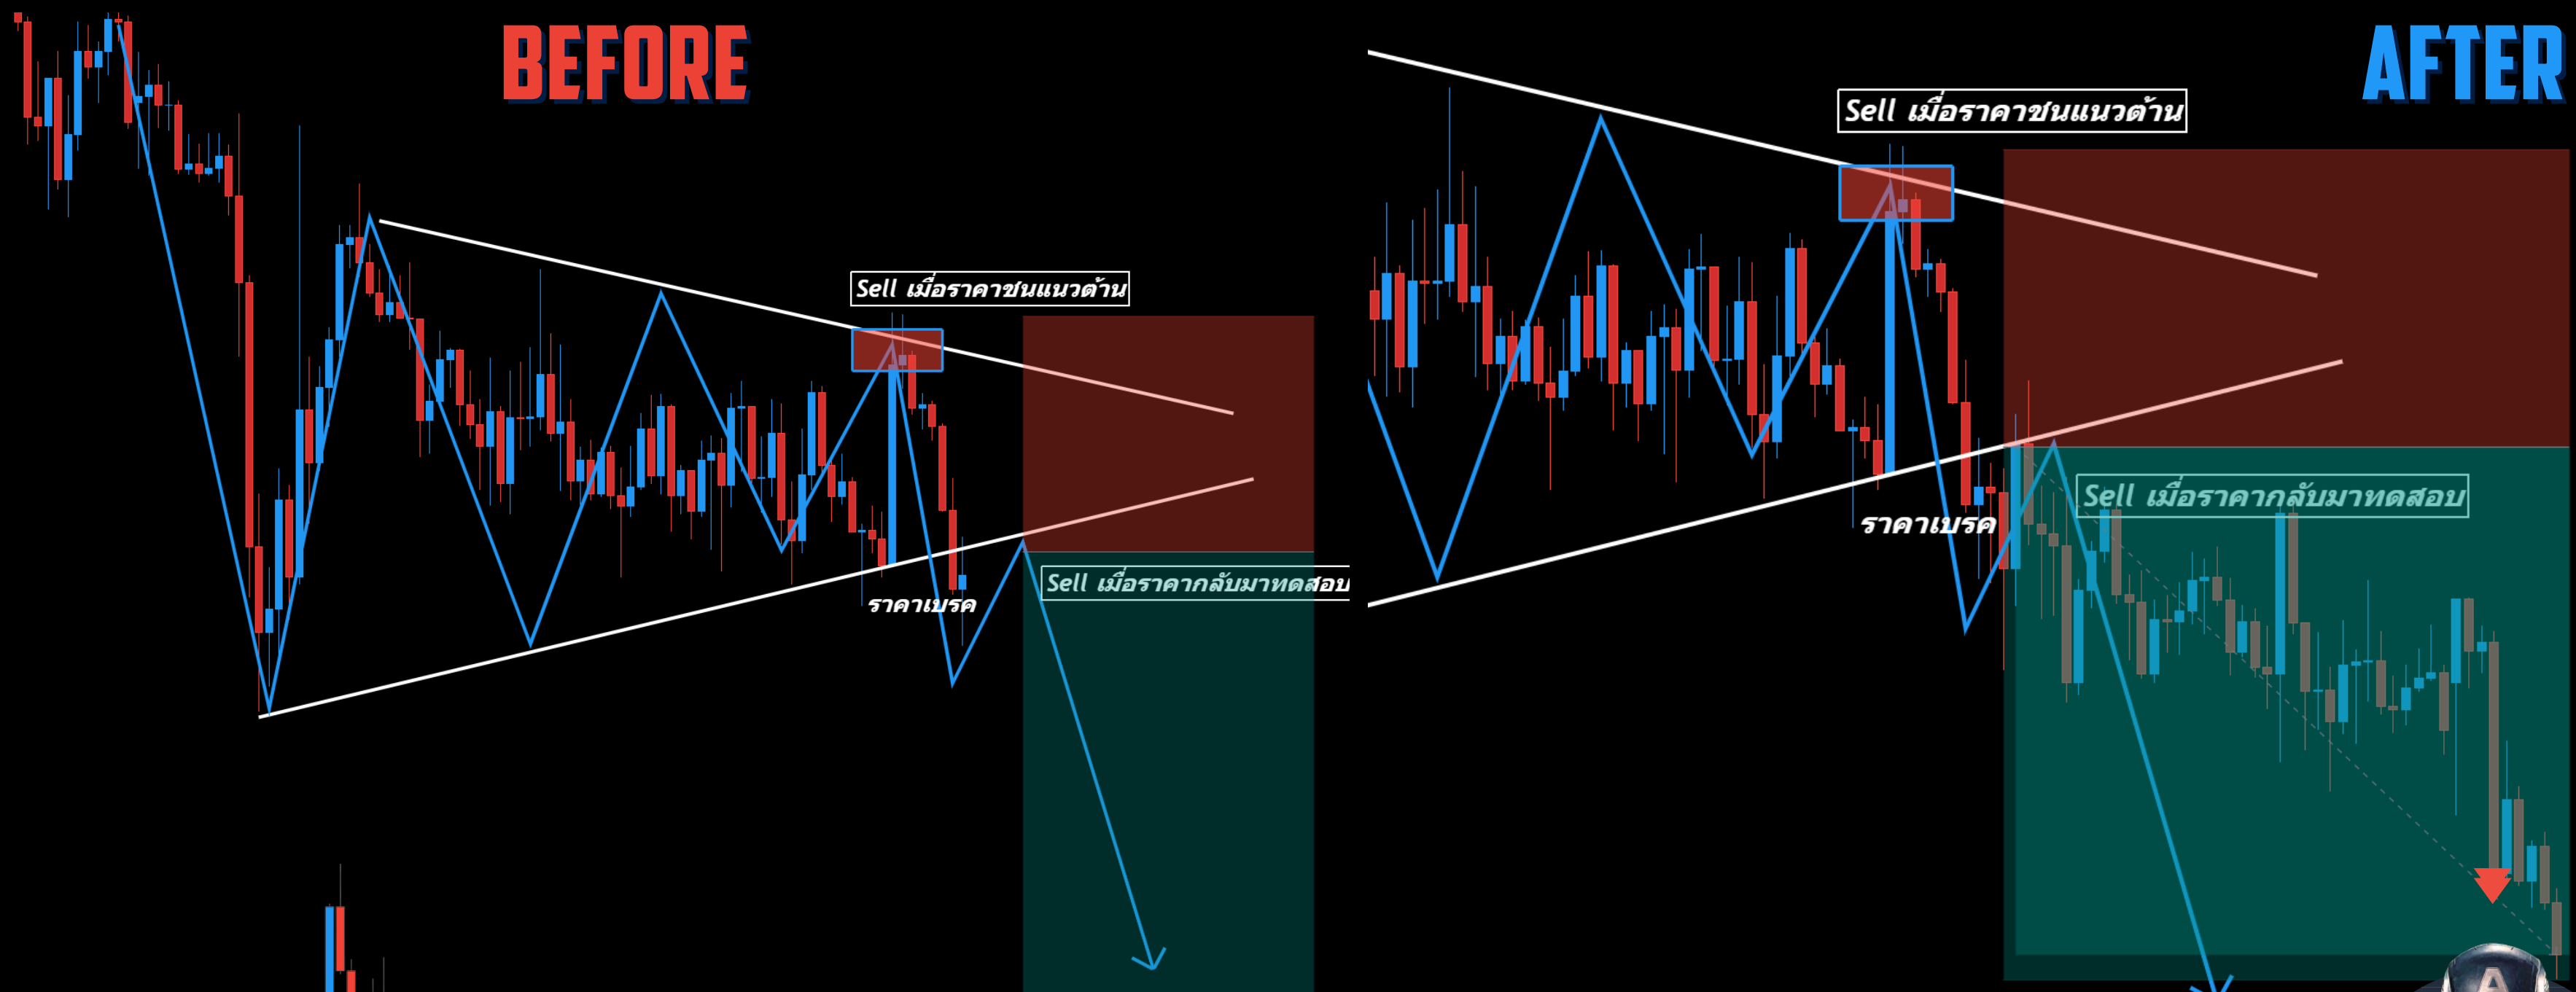 BEFORE
Sell เมื่อราคาชนแนวต้าน
Sell เมื่อราคากลับมาทดสอบ
ราคาเบรค
AFTER
Sell เมื่อราคาชนแนวต้าน
Sell เมื่อราคากลับมาทดสอบ
ราคาเบรค
A